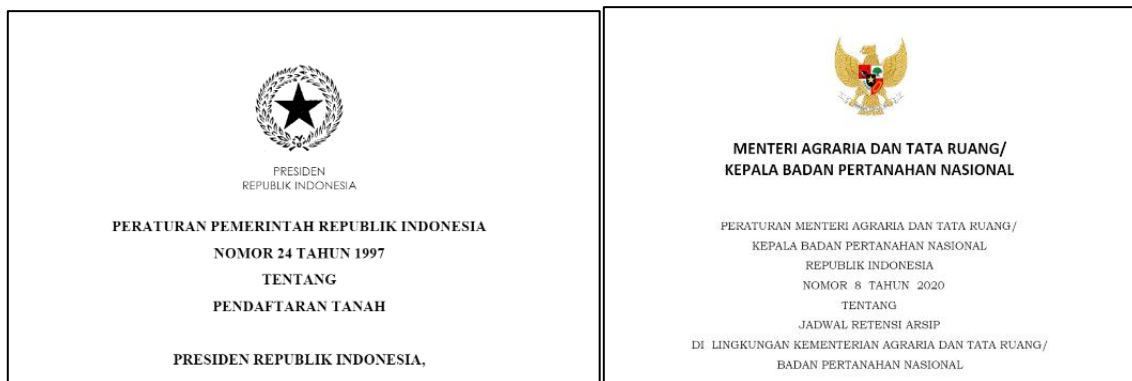 PRESIDEN
REPUBLIK INDONESIA
PERATURAN PEMERINTAH REPUBLIK INDONESIA
NOMOR 24 TAHUN 1997
TENTANG
PENDAFTARAN TANAH
PRESIDEN REPUBLIK INDONESIA,
MENTERI AGRARIA DAN TATA RUANG/
KEPALA BADAN PERTANAHAN NASIONAL
PERATURAN MENTERI AGRARIA DAN TATA RUANG/
KEPALA BADAN PERTANAHAN NASIONAL
REPUBLIK INDONESIA
NOMOR 8 TAHUN 2020
TENTANG
JADWAL RETENSI ARSIP
DI LINGKUNGAN KEMENTERIAN AGRARIA DAN TATA RUANG/
BADAN PERTANAHAN NASIONAL